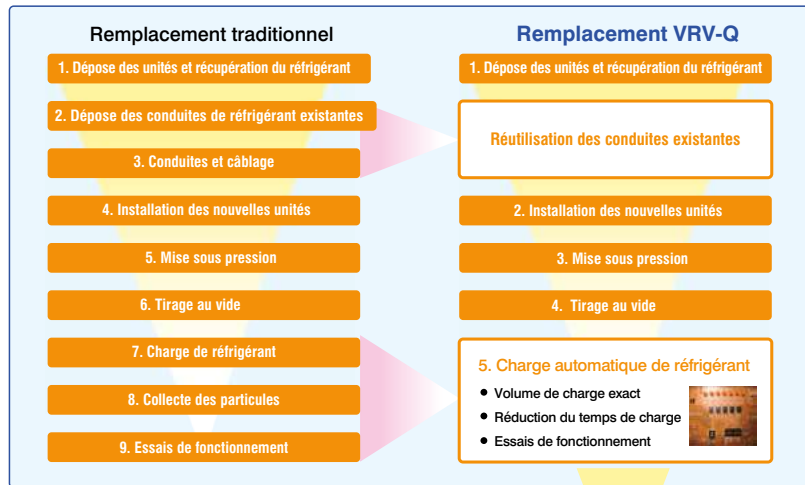 Remplacement traditionnel
1. Dépose des unités et récupération du réfrigérant
2. Dépose des conduites de réfrigérant existantes
3. Conduites et câblage
4. Installation des nouvelles unités
5. Mise sous pression
6. Tirage au vide
7. Charge de réfrigérant
8. Collecte des particules
9. Essais de fonctionnement
Remplacement VRV-Q
1. Dépose des unités et récupération du réfrigérant
Réutilisation des conduites existantes
2. Installation des nouvelles unités
3. Mise sous pression
4. Tirage au vide
5. Charge automatique de réfrigérant
• Volume de charge exact
• Réduction du temps de charge
• Essais de fonctionnement